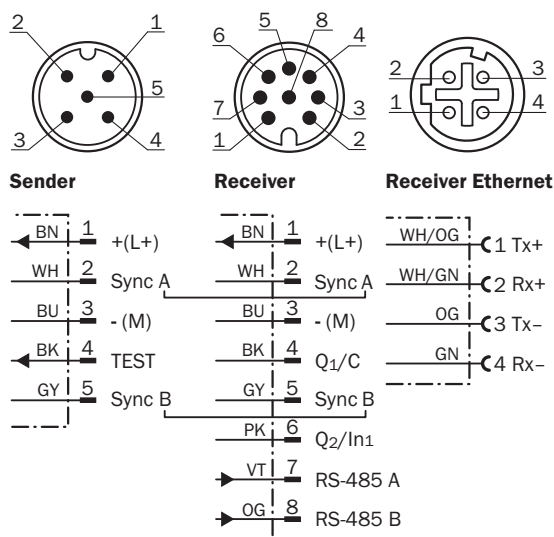 2 1 5 3 4
5 8 6 4 7 3 1 2
2 3 1 4
Sender
Receiver
Receiver Ethernet
BN 1 +(L+)
WH 2 Sync A
BU 3 - (M)
BK 4 TEST
GY 5 Sync B
BN 1 +(L+)
WH 2 Sync A
BU 3 - (M)
BK 4 Q1/C
GY 5 Sync B
PK 6 Q2/In1
VT 7 RS-485 A
OG 8 RS-485 B
WH/OG 1 Tx+
WH/GN 2 Rx+
OG 3 Tx–
GN 4 Rx–